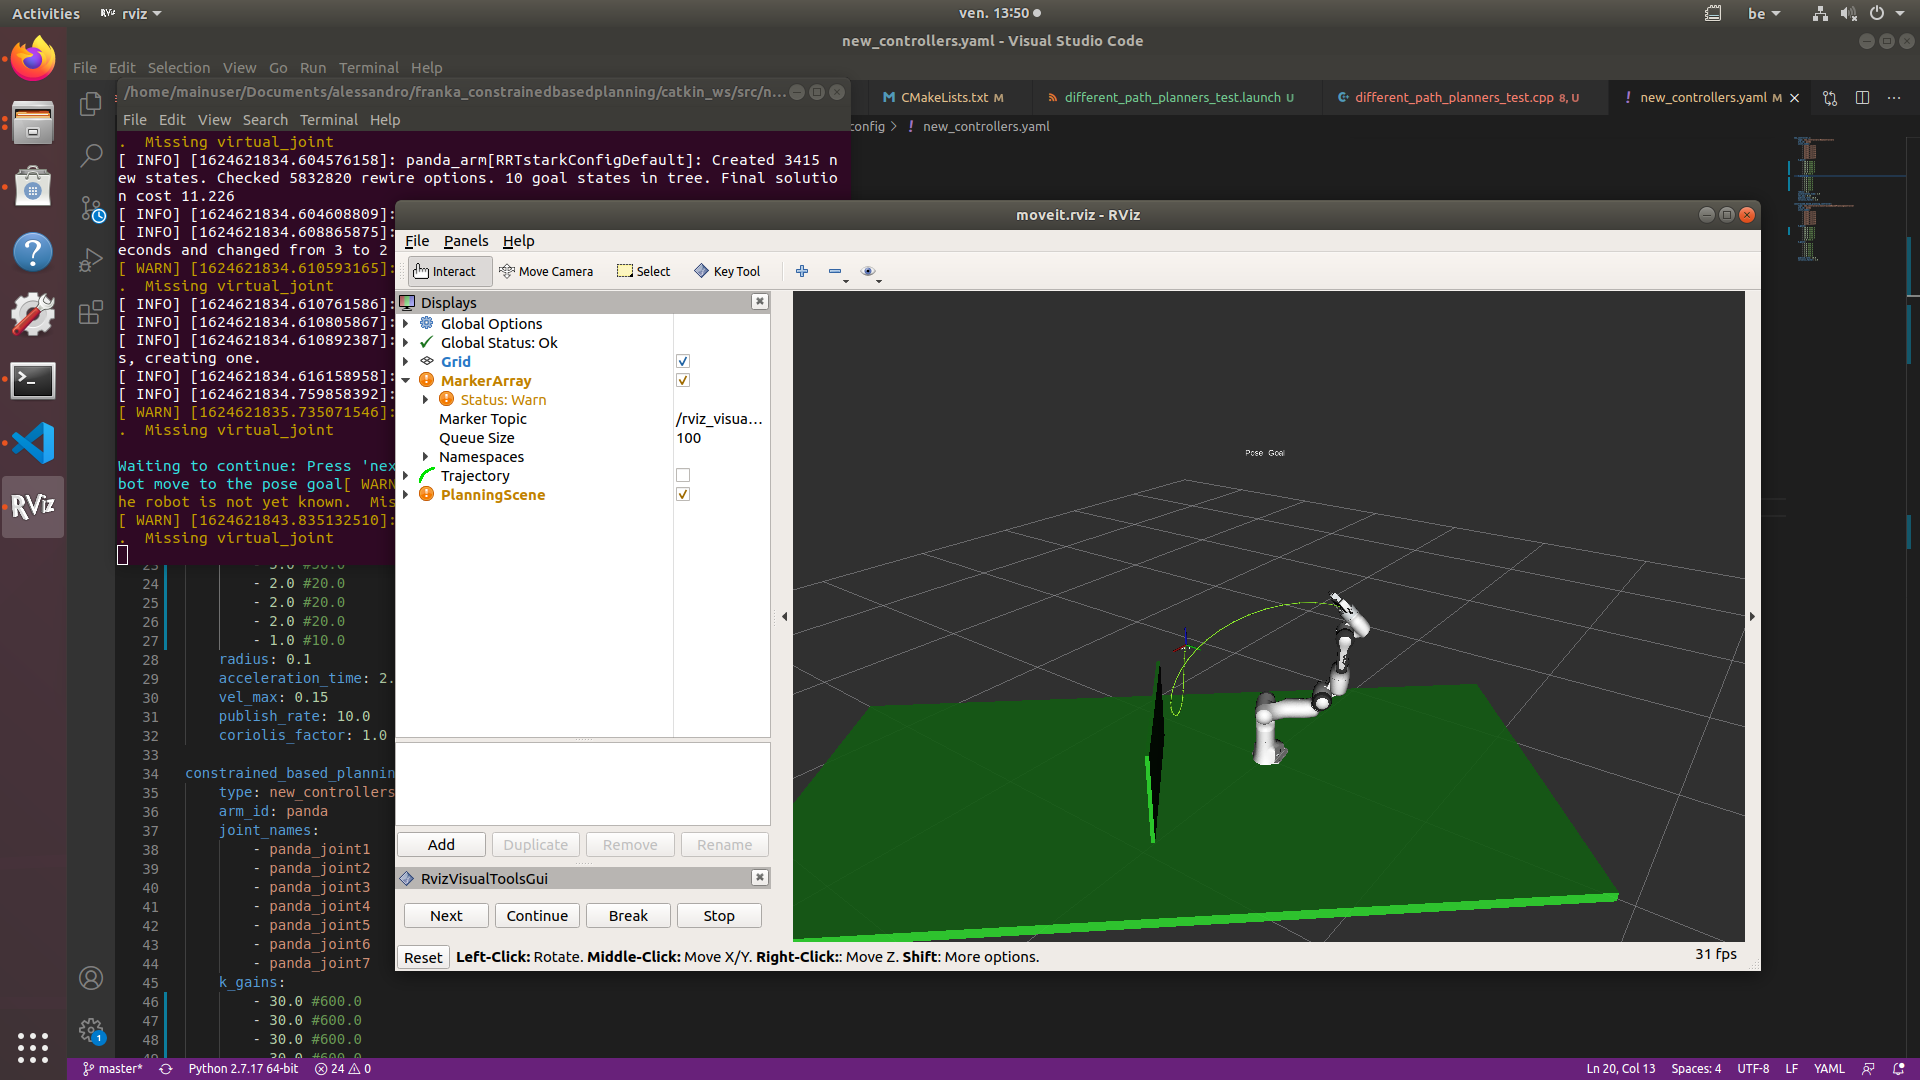 Activities
rviz
ven. 13:50
be
new_controllers.yaml - Visual Studio Code
File Edit Selection View Go Run Terminal Help
/home/mainuser/Documents/alessandro/franka_constrainedbasedplanning/catkin_ws/src/n...
CMakeLists.txt M
different_path_planners_test.launch U
different_path_planners_test.cpp 8, U
! new_controllers.yaml M
File Edit View Search Terminal Help
onfig > ! new_controllers.yaml
. Missing virtual_joint
[ INFO] [1624621834.604576158]: panda_arm[RRTstarkConfigDefault]: Created 3415 n
ew states. Checked 5832820 rewire options. 10 goal states in tree. Final solutio
n cost 11.226
[ INFO] [1624621834.604608809]:
[ INFO] [1624621834.608865875]:
econds and changed from 3 to 2
[ WARN] [1624621834.610593165]:
. Missing virtual_joint
[ INFO] [1624621834.610761586]:
[ INFO] [1624621834.610805867]:
[ INFO] [1624621834.610892387]:
s, creating one.
[ INFO] [1624621834.616158958]:
[ INFO] [1624621834.759858392]:
[ WARN] [1624621835.735071546]:
. Missing virtual_joint
Waiting to continue: Press 'nex
bot move to the pose goal[ WARN
he robot is not yet known. Mis
[ WARN] [1624621843.835132510]:
. Missing virtual_joint
24 - 2.0 #20.0
25 - 2.0 #20.0
26 - 2.0 #20.0
27 - 1.0 #10.0
28 radius: 0.1
29 acceleration_time: 2.
30 vel_max: 0.15
31 publish_rate: 10.0
32 coriolis_factor: 1.0
33
34 constrained_based_plannin
35 type: new_controllers
36 arm_id: panda
37 joint_names:
38 - panda_joint1
39 - panda_joint2
40 - panda_joint3
41 - panda_joint4
42 - panda_joint5
43 - panda_joint6
44 - panda_joint7
45 k_gains:
46 - 30.0 #600.0
47 - 30.0 #600.0
48 - 30.0 #600.0
moveit.rviz - RViz
File Panels Help
Interact Move Camera Select Key Tool
Displays
Global Options
Global Status: Ok
Grid
MarkerArray
Status: Warn
Marker Topic /rviz_visua...
Queue Size 100
Namespaces
Trajectory
PlanningScene
Add Duplicate Remove Rename
RvizVisualToolsGui
Next Continue Break Stop
Reset Left-Click: Rotate. Middle-Click: Move X/Y. Right-Click:: Move Z. Shift: More options.
31 fps
Pose Goal
RViz
1
master* Python 2.7.17 64-bit 24 0
Ln 20, Col 13 Spaces: 4 UTF-8 LF YAML